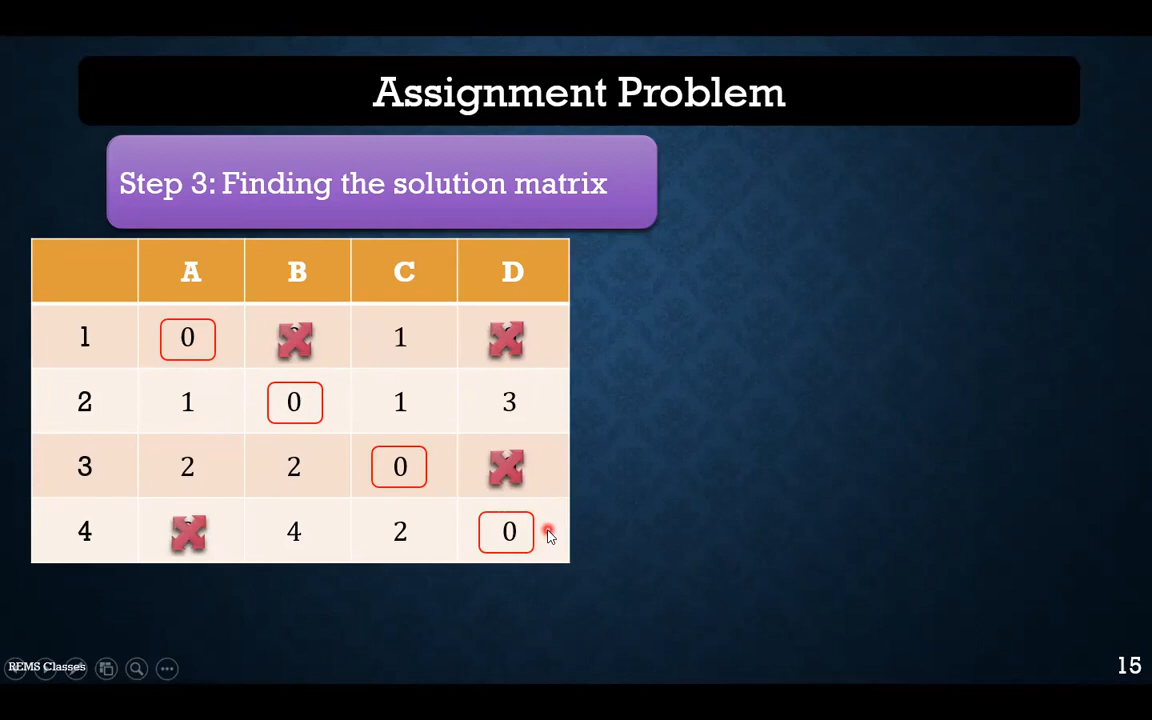 Assignment Problem
Step 3: Finding the solution matrix
A B C D
1 0 1
2 1 0 1 3
3 2 2 0
4 4 2 0
REMS Classes
15